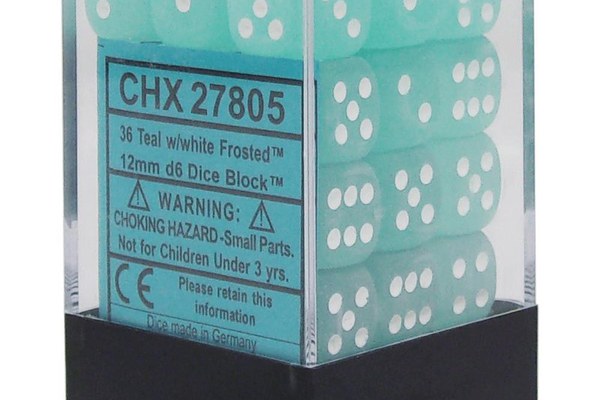 CHX 27805
36 Teal w/white Frosted™
12mm d6 Dice Block™
⚠ WARNING: ⚠
CHOKING HAZARD-Small Parts.
Not for Children Under 3 yrs.
CE Please retain this
information
Dice made in Germany